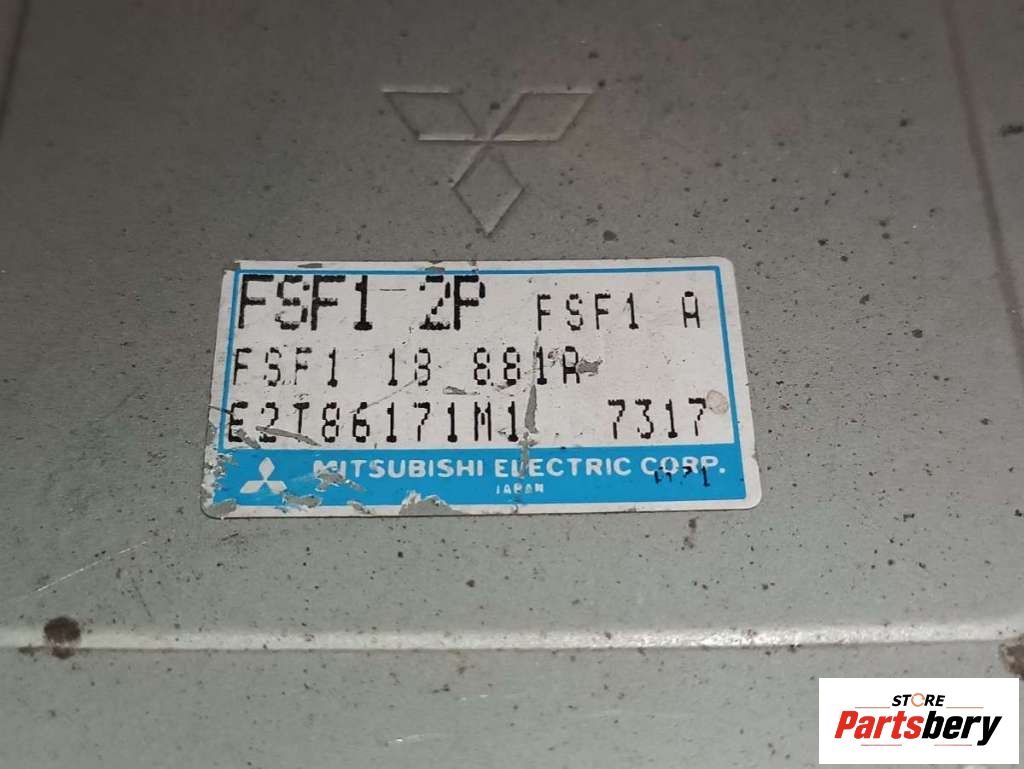 FSF1 2P FSF1 A
FSF1 18 881A
E2T86171M1 7317
MITSUBISHI ELECTRIC CORP.
JAPAN
STORE
Partsbery